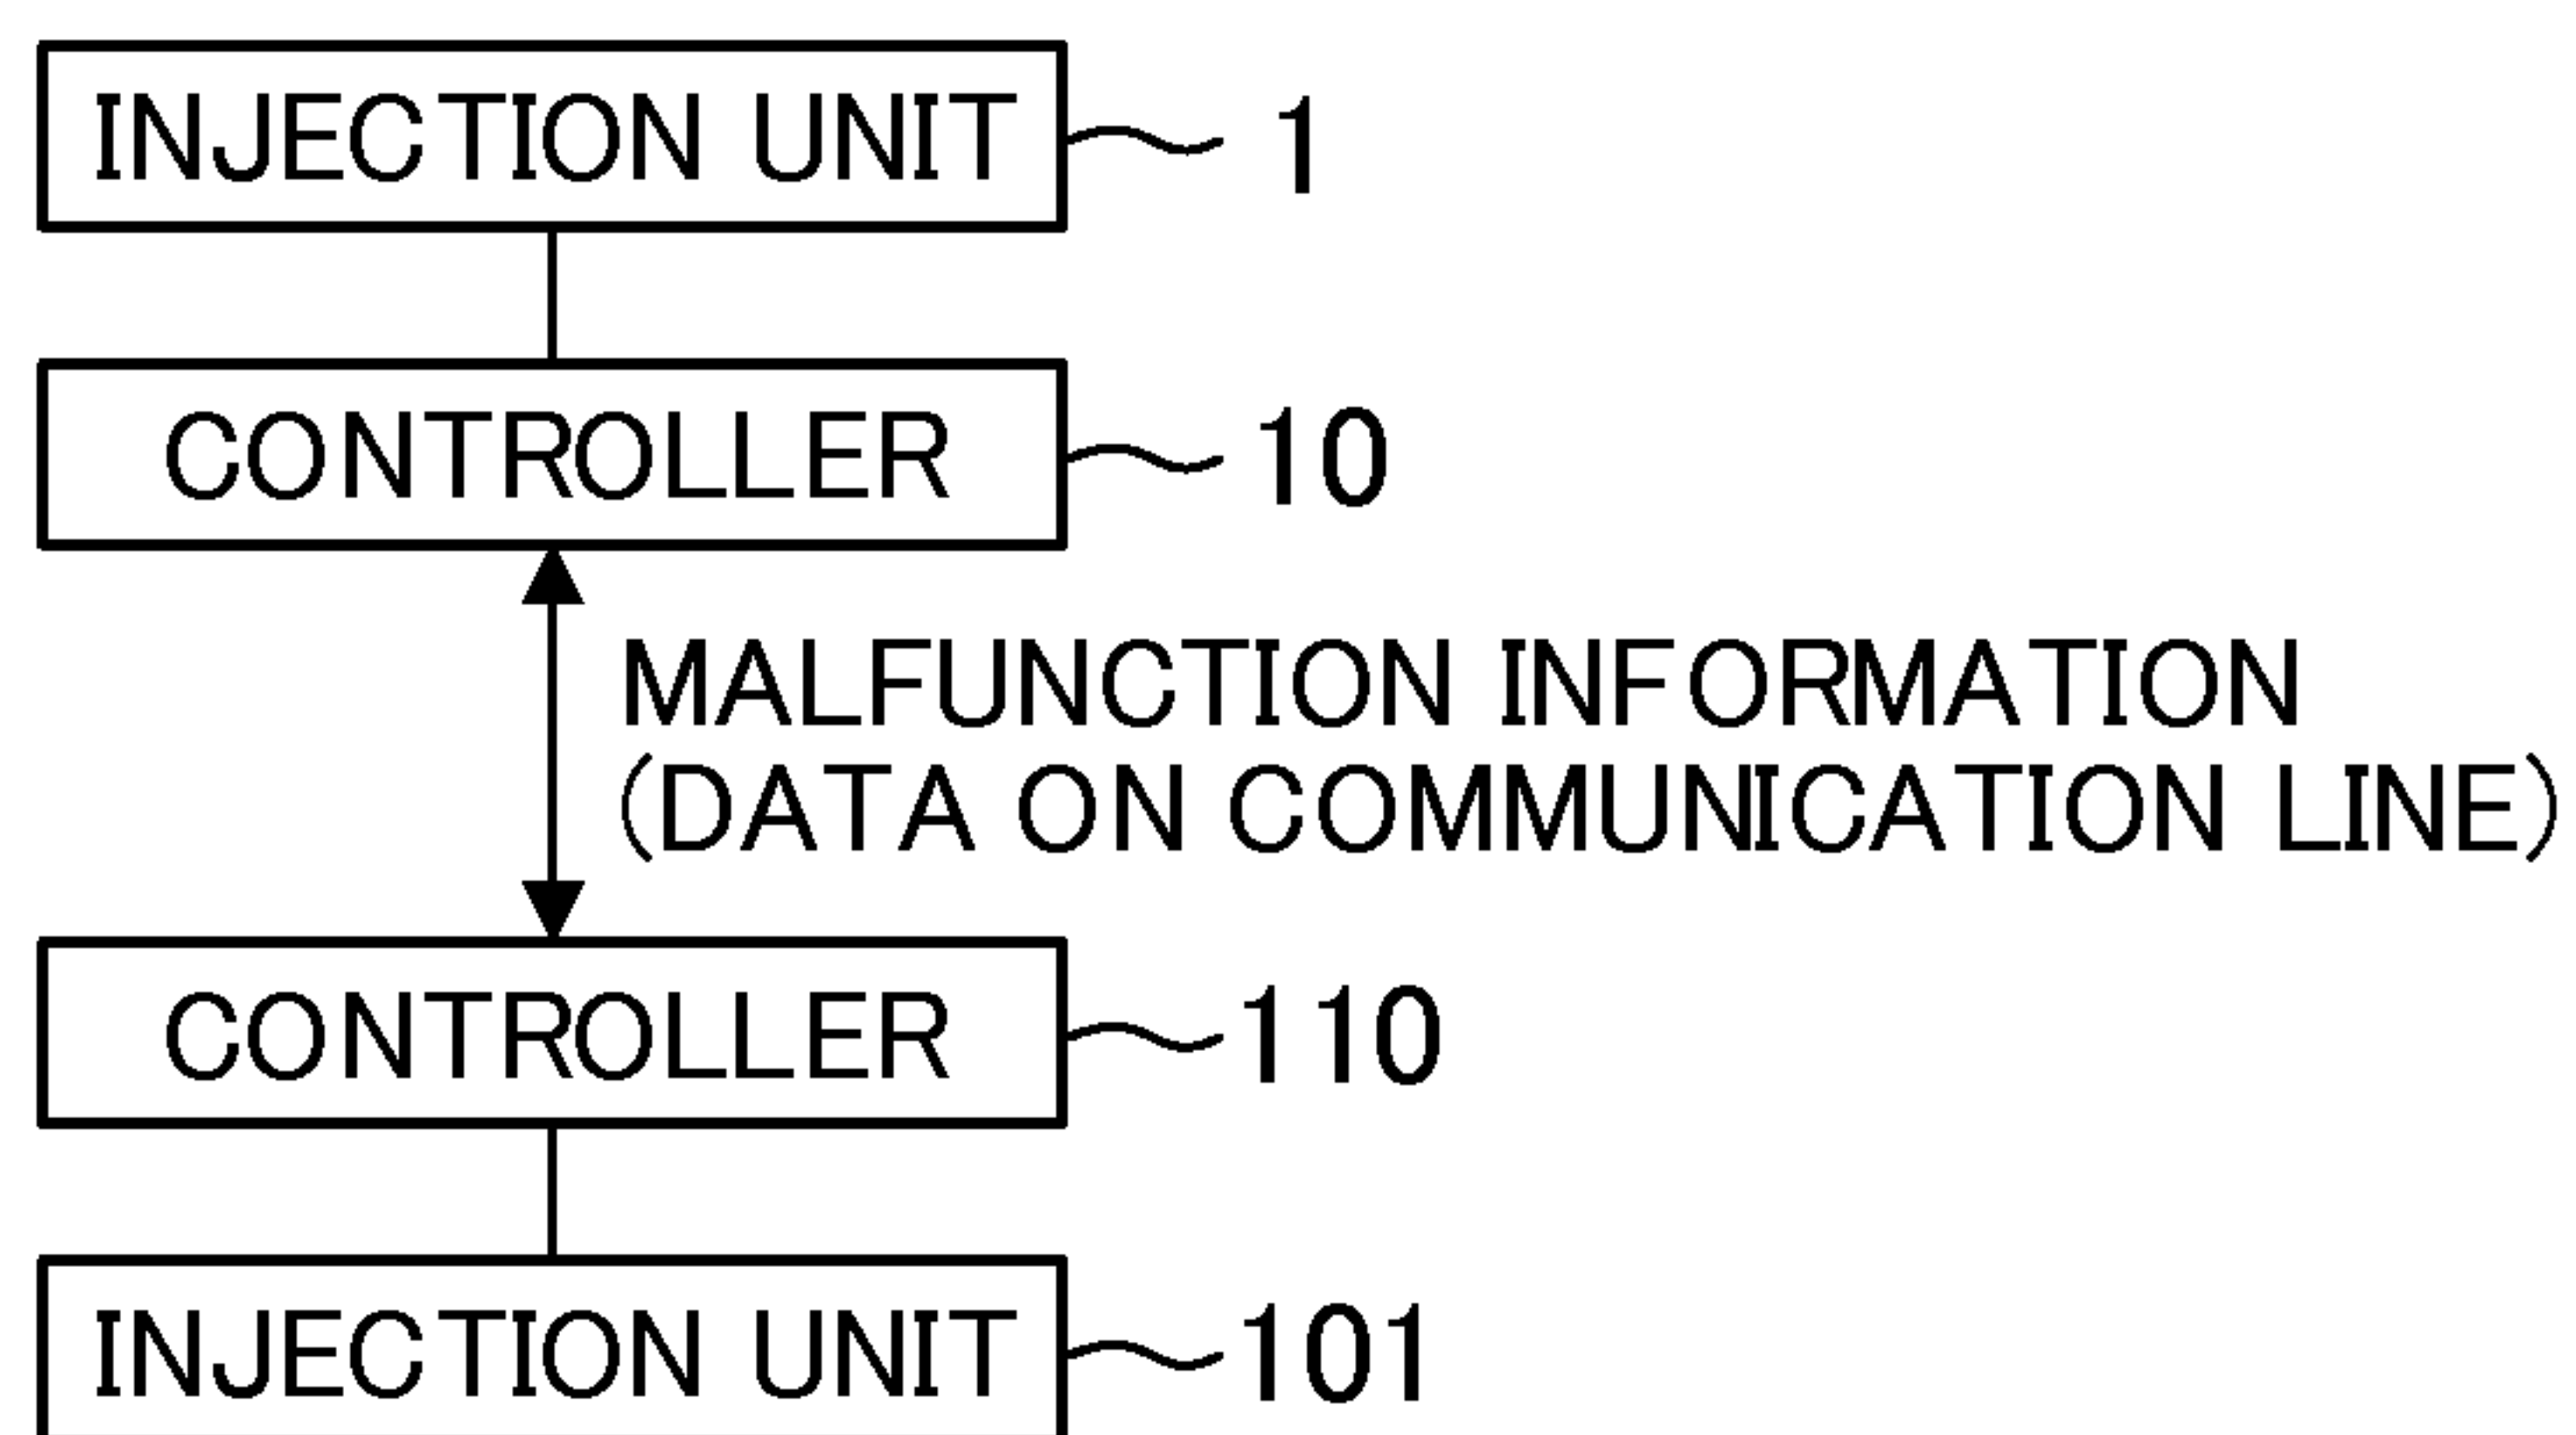 INJECTION UNIT 1
CONTROLLER 10
MALFUNCTION INFORMATION
(DATA ON COMMUNICATION LINE)
CONTROLLER 110
INJECTION UNIT 101